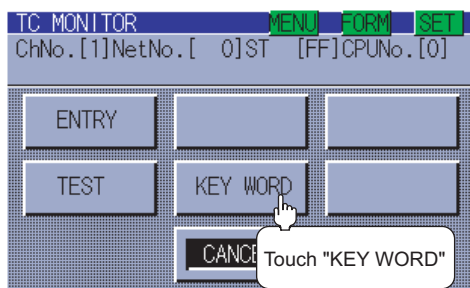 TC MONITOR MENU FORM SET
ChNo.[1]NetNo.[ 0]ST [FF]CPUNo.[0]
ENTRY
TEST KEY WORD
Touch "KEY WORD"